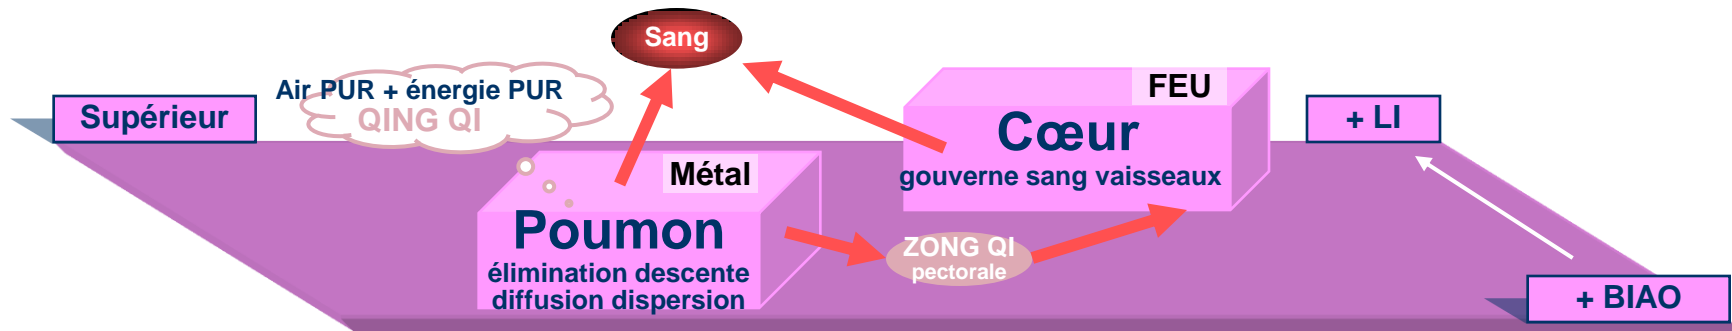 Sang
Air PUR + énergie PUR
QING QI
Supérieur
FEU
Cœur
gouverne sang vaisseaux
+ LI
Métal
Poumon
élimination descente
diffusion dispersion
ZONG QI
pectorale
+ BIAO